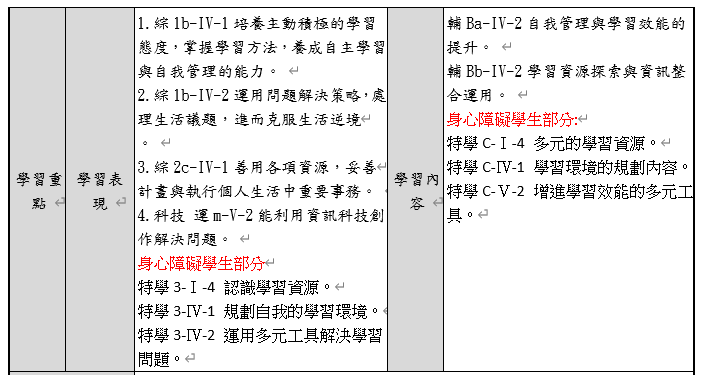 學習重
點
學習表
現
1.綜 1b-IV-1 培養主動積極的學習
態度，掌握學習方法，養成自主學習
與自我管理的能力。
2.綜 1b-IV-2 運用問題解決策略，處
理生活議題，進而克服生活逆境
。
3.綜 2c-IV-1 善用各項資源，妥善
計畫與執行個人生活中重要事務。
4.科技 運 m-V-2 能利用資訊科技創
作解決問題。
身心障礙學生部分
特學 3-Ⅰ-4 認識學習資源。
特學 3-IV-1 規劃自我的學習環境。
特學 3-IV-2 運用多元工具解決學習
問題。
學習內
容
輔 Ba-IV-2 自我管理與學習效能的
提升。
輔 Bb-IV-2 學習資源探索與資訊整
合運用。
身心障礙學生部分:
特學 C-Ⅰ-4 多元的學習資源。
特學 C-IV-1 學習環境的規劃內容。
特學 C-Ⅴ-2 增進學習效能的多元工
具。